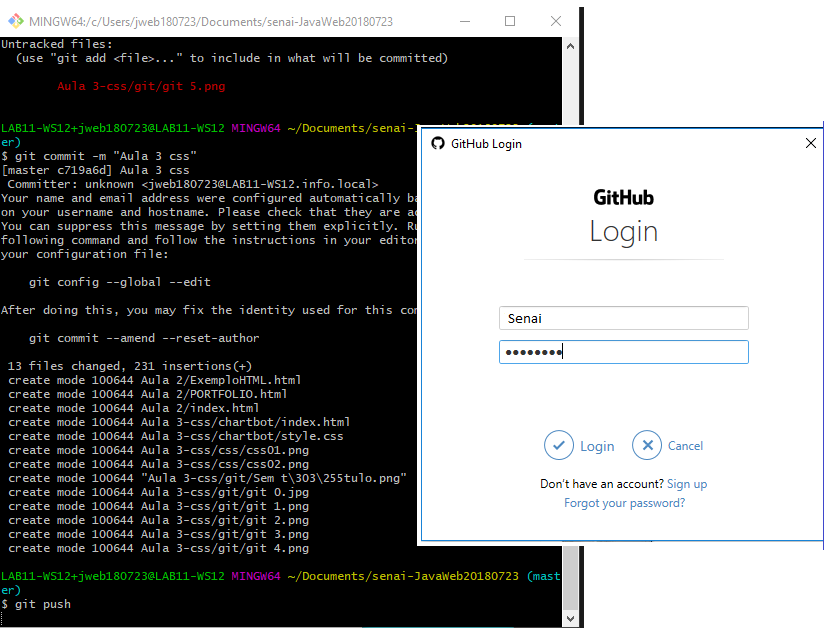 MINGW64:/c/Users/jweb180723/Documents/senai-JavaWeb20180723
Untracked files:
  (use "git add <file>..." to include in what will be committed)
        Aula 3-css/git/git 5.png
LAB11-WS12+jweb180723@LAB11-WS12 MINGW64 ~/Documents/senai-J
er)
$ git commit -m "Aula 3 css"
[master c719a6d] Aula 3 css
 Committer: unknown <jweb180723@LAB11-WS12.info.local>
Your name and email address were configured automatically ba
on your username and hostname. Please check that they are a
You can suppress this message by setting them explicitly. Ru
following command and follow the instructions in your editor
your configuration file:
    git config --global --edit
After doing this, you may fix the identity used for this co
    git commit --amend --reset-author
 13 files changed, 231 insertions(+)
 create mode 100644 Aula 2/ExemploHTML.html
 create mode 100644 Aula 2/PORTFOLIO.html
 create mode 100644 Aula 2/index.html
 create mode 100644 Aula 3-css/chartbot/index.html
 create mode 100644 Aula 3-css/chartbot/style.css
 create mode 100644 Aula 3-css/css/css01.png
 create mode 100644 Aula 3-css/css/css02.png
 create mode 100644 "Aula 3-css/git/Sem t\303\255tulo.png"
 create mode 100644 Aula 3-css/git/git 0.jpg
 create mode 100644 Aula 3-css/git/git 1.png
 create mode 100644 Aula 3-css/git/git 2.png
 create mode 100644 Aula 3-css/git/git 3.png
 create mode 100644 Aula 3-css/git/git 4.png
LAB11-WS12+jweb180723@LAB11-WS12 MINGW64 ~/Documents/senai-JavaWeb20180723 (mast
er)
$ git push
GitHub Login
GitHub
Login
Senai
••••••••
Login
Cancel
Don't have an account? Sign up
Forgot your password?